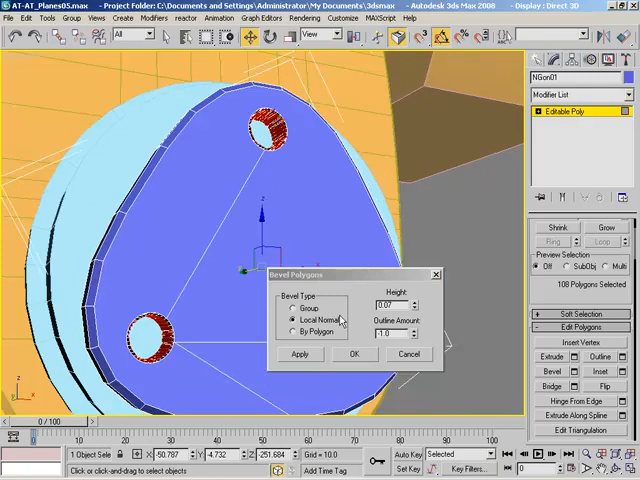 AT-AT_Planes05.max - Project Folder: C:\Documents and Settings\Administrator\My Documents\3dsmax - Autodesk 3ds Max 2008 - Display : Direct 3D
File Edit Tools Group Views Create Modifiers Character reactor Animation Graph Editors Rendering Customize MAXScript Help
All
View
NGon01
Modifier List
Editable Poly
Shrink Grow
Ring Loop
Preview Selection
Off SubObj Multi
108 Polygons Selected
+ Soft Selection
- Edit Polygons
Insert Vertex
Extrude Outline
Bevel Inset
Bridge Flip
Hinge From Edge
Extrude Along Spline
Edit Triangulation
z
Bevel Polygons
Bevel Type
Group
Local Normal
By Polygon
Height:
0.07
Outline Amount:
-1.0
Apply OK Cancel
z
x
0 / 100
0 10 20 30 40 50 60 70 80 90 100
1 Object Selec X: -50.787 Y: -4.732 Z: -251.684 Grid = 10.0
Click or click-and-drag to select objects Add Time Tag
Auto Key Selected
Set Key Key Filters... 0